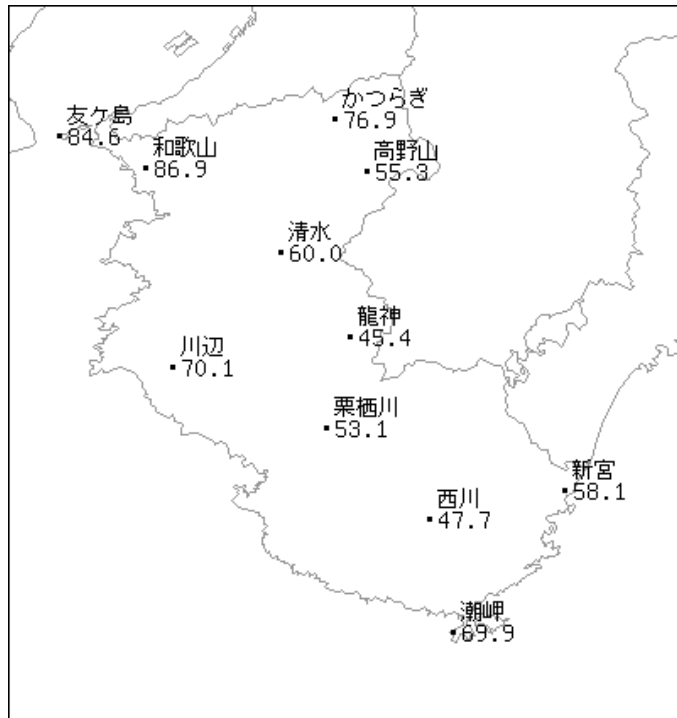 かつらぎ
76.9
友ケ島
84.6
和歌山
86.9
高野山
55.3
清水
60.0
龍神
45.4
川辺
70.1
栗栖川
53.1
新宮
58.1
西川
47.7
潮岬
69.9